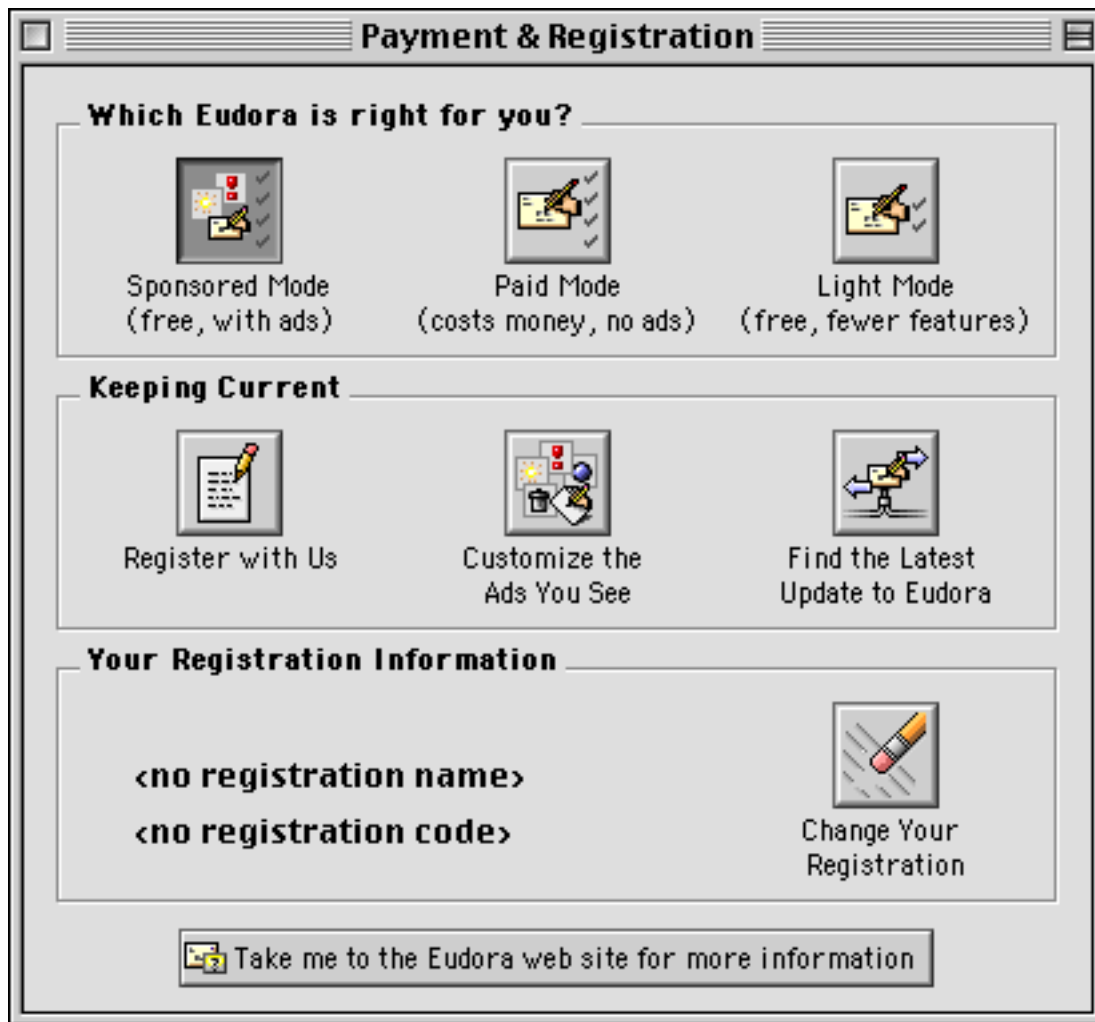 Payment & Registration
Which Eudora is right for you?
Sponsored Mode
(free, with ads)
Paid Mode
(costs money, no ads)
Light Mode
(free, fewer features)
Keeping Current
Register with Us
Customize the
Ads You See
Find the Latest
Update to Eudora
Your Registration Information
<no registration name>
<no registration code>
Change Your
Registration
Take me to the Eudora web site for more information